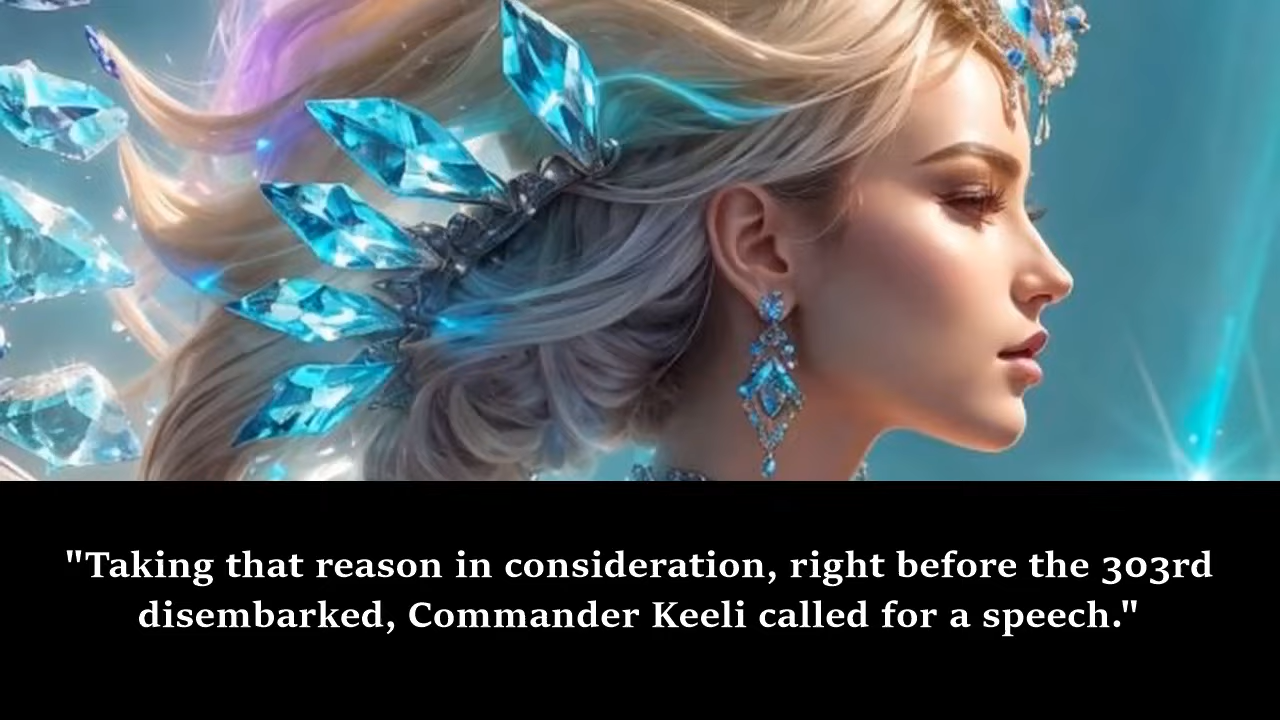 "Taking that reason in consideration, right before the 303rd
disembarked, Commander Keeli called for a speech."